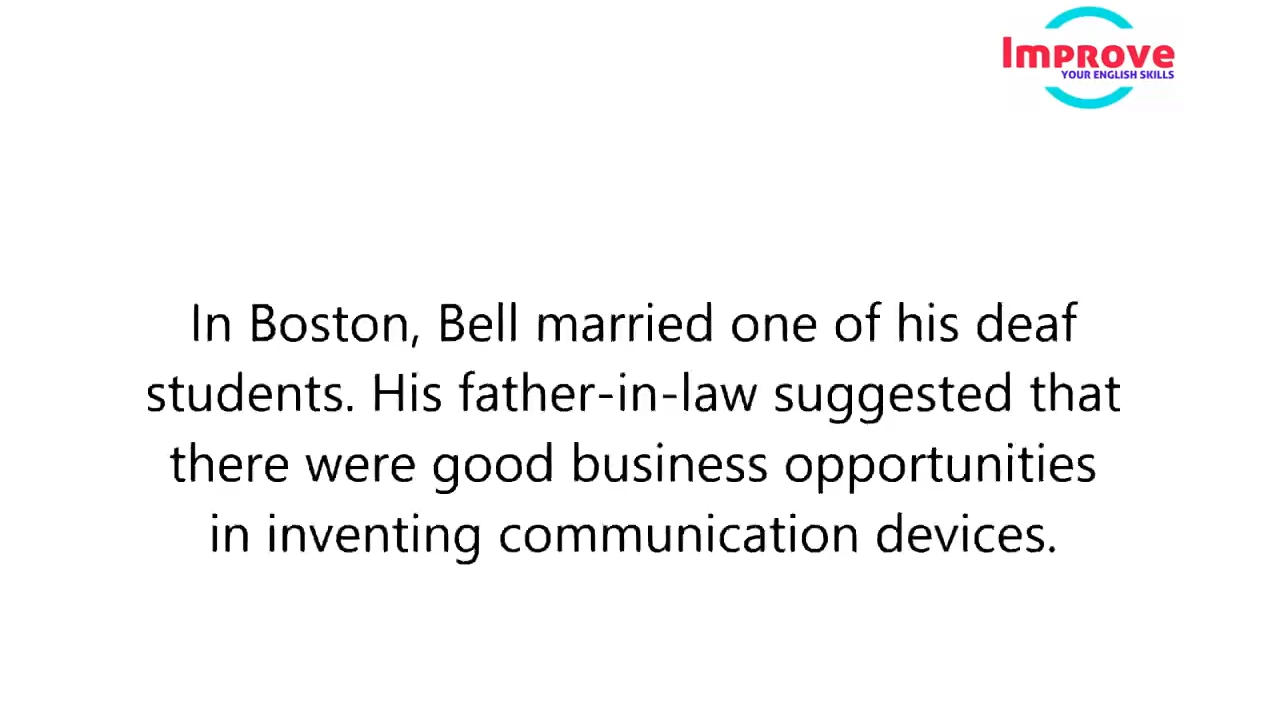 Improve
YOUR ENGLISH SKILLS
In Boston, Bell married one of his deaf
students. His father-in-law suggested that
there were good business opportunities
in inventing communication devices.